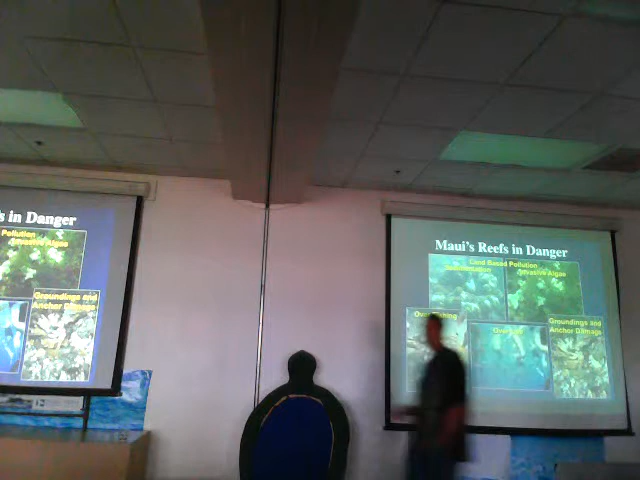 s in Danger
Pollution
Invasive Algae
Groundings and
Anchor Damage
Maui's Reefs in Danger
Land Based Pollution
Sedimentation
Invasive Algae
Groundings and
Anchor Damage